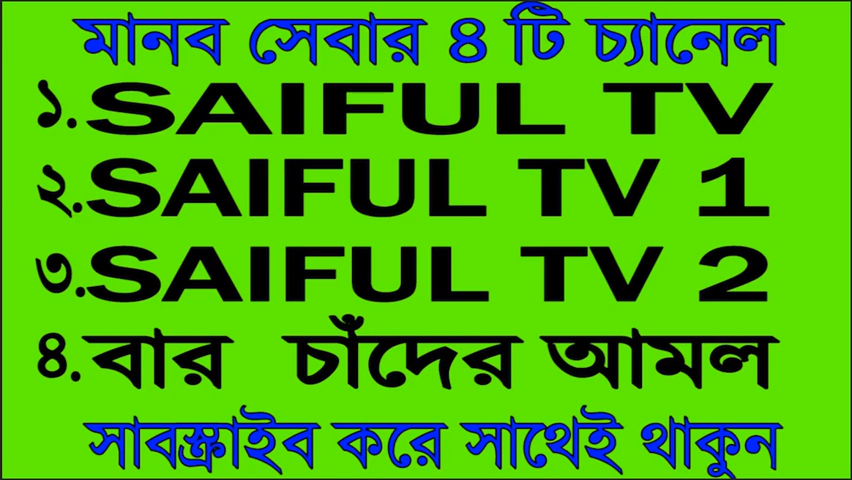 মানব সেবার ৪ টি চ্যানেল
১.SAIFUL TV
২.SAIFUL TV 1
৩.SAIFUL TV 2
৪.বার চাঁদের আমল
সাবস্ক্রাইব করে সাথেই থাকুন